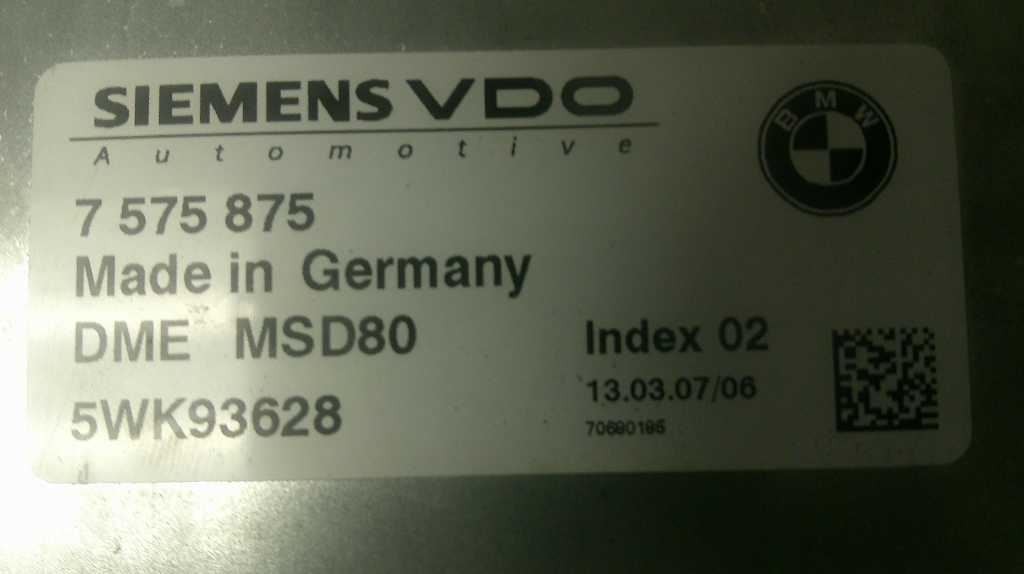 SIEMENS VDO
Automotive
BMW
7 575 875
Made in Germany
DME MSD80
Index 02
13.03.07/06
5WK93628